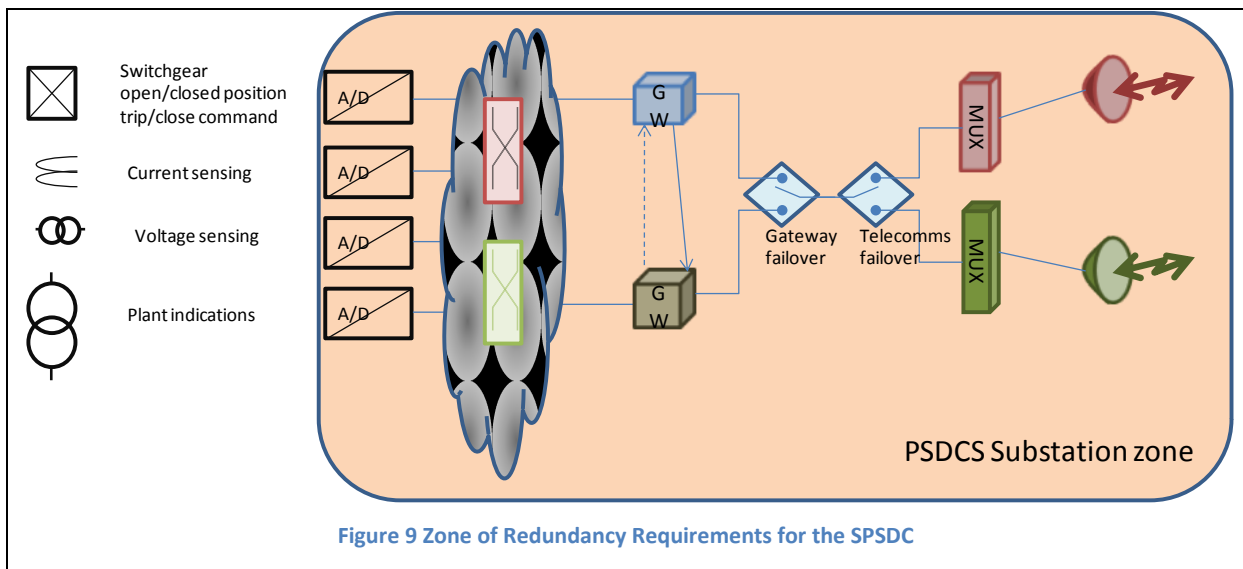 Switchgear
open/closed position
trip/close command
Current sensing
Voltage sensing
Plant indications
A/D
A/D
A/D
A/D
G
W
G
W
Gateway
failover
Telecomms
failover
MUX
MUX
PSDCS Substation zone
Figure 9 Zone of Redundancy Requirements for the SPSDC